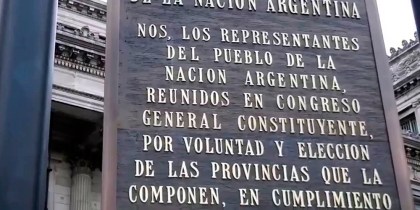 DE LA NACION ARGENTINA
NOS, LOS REPRESENTANTES
DEL PUEBLO DE LA
NACION ARGENTINA,
REUNIDOS EN CONGRESO
GENERAL CONSTITUYENTE,
POR VOLUNTAD Y ELECCION
DE LAS PROVINCIAS QUE LA
COMPONEN, EN CUMPLIMIENTO